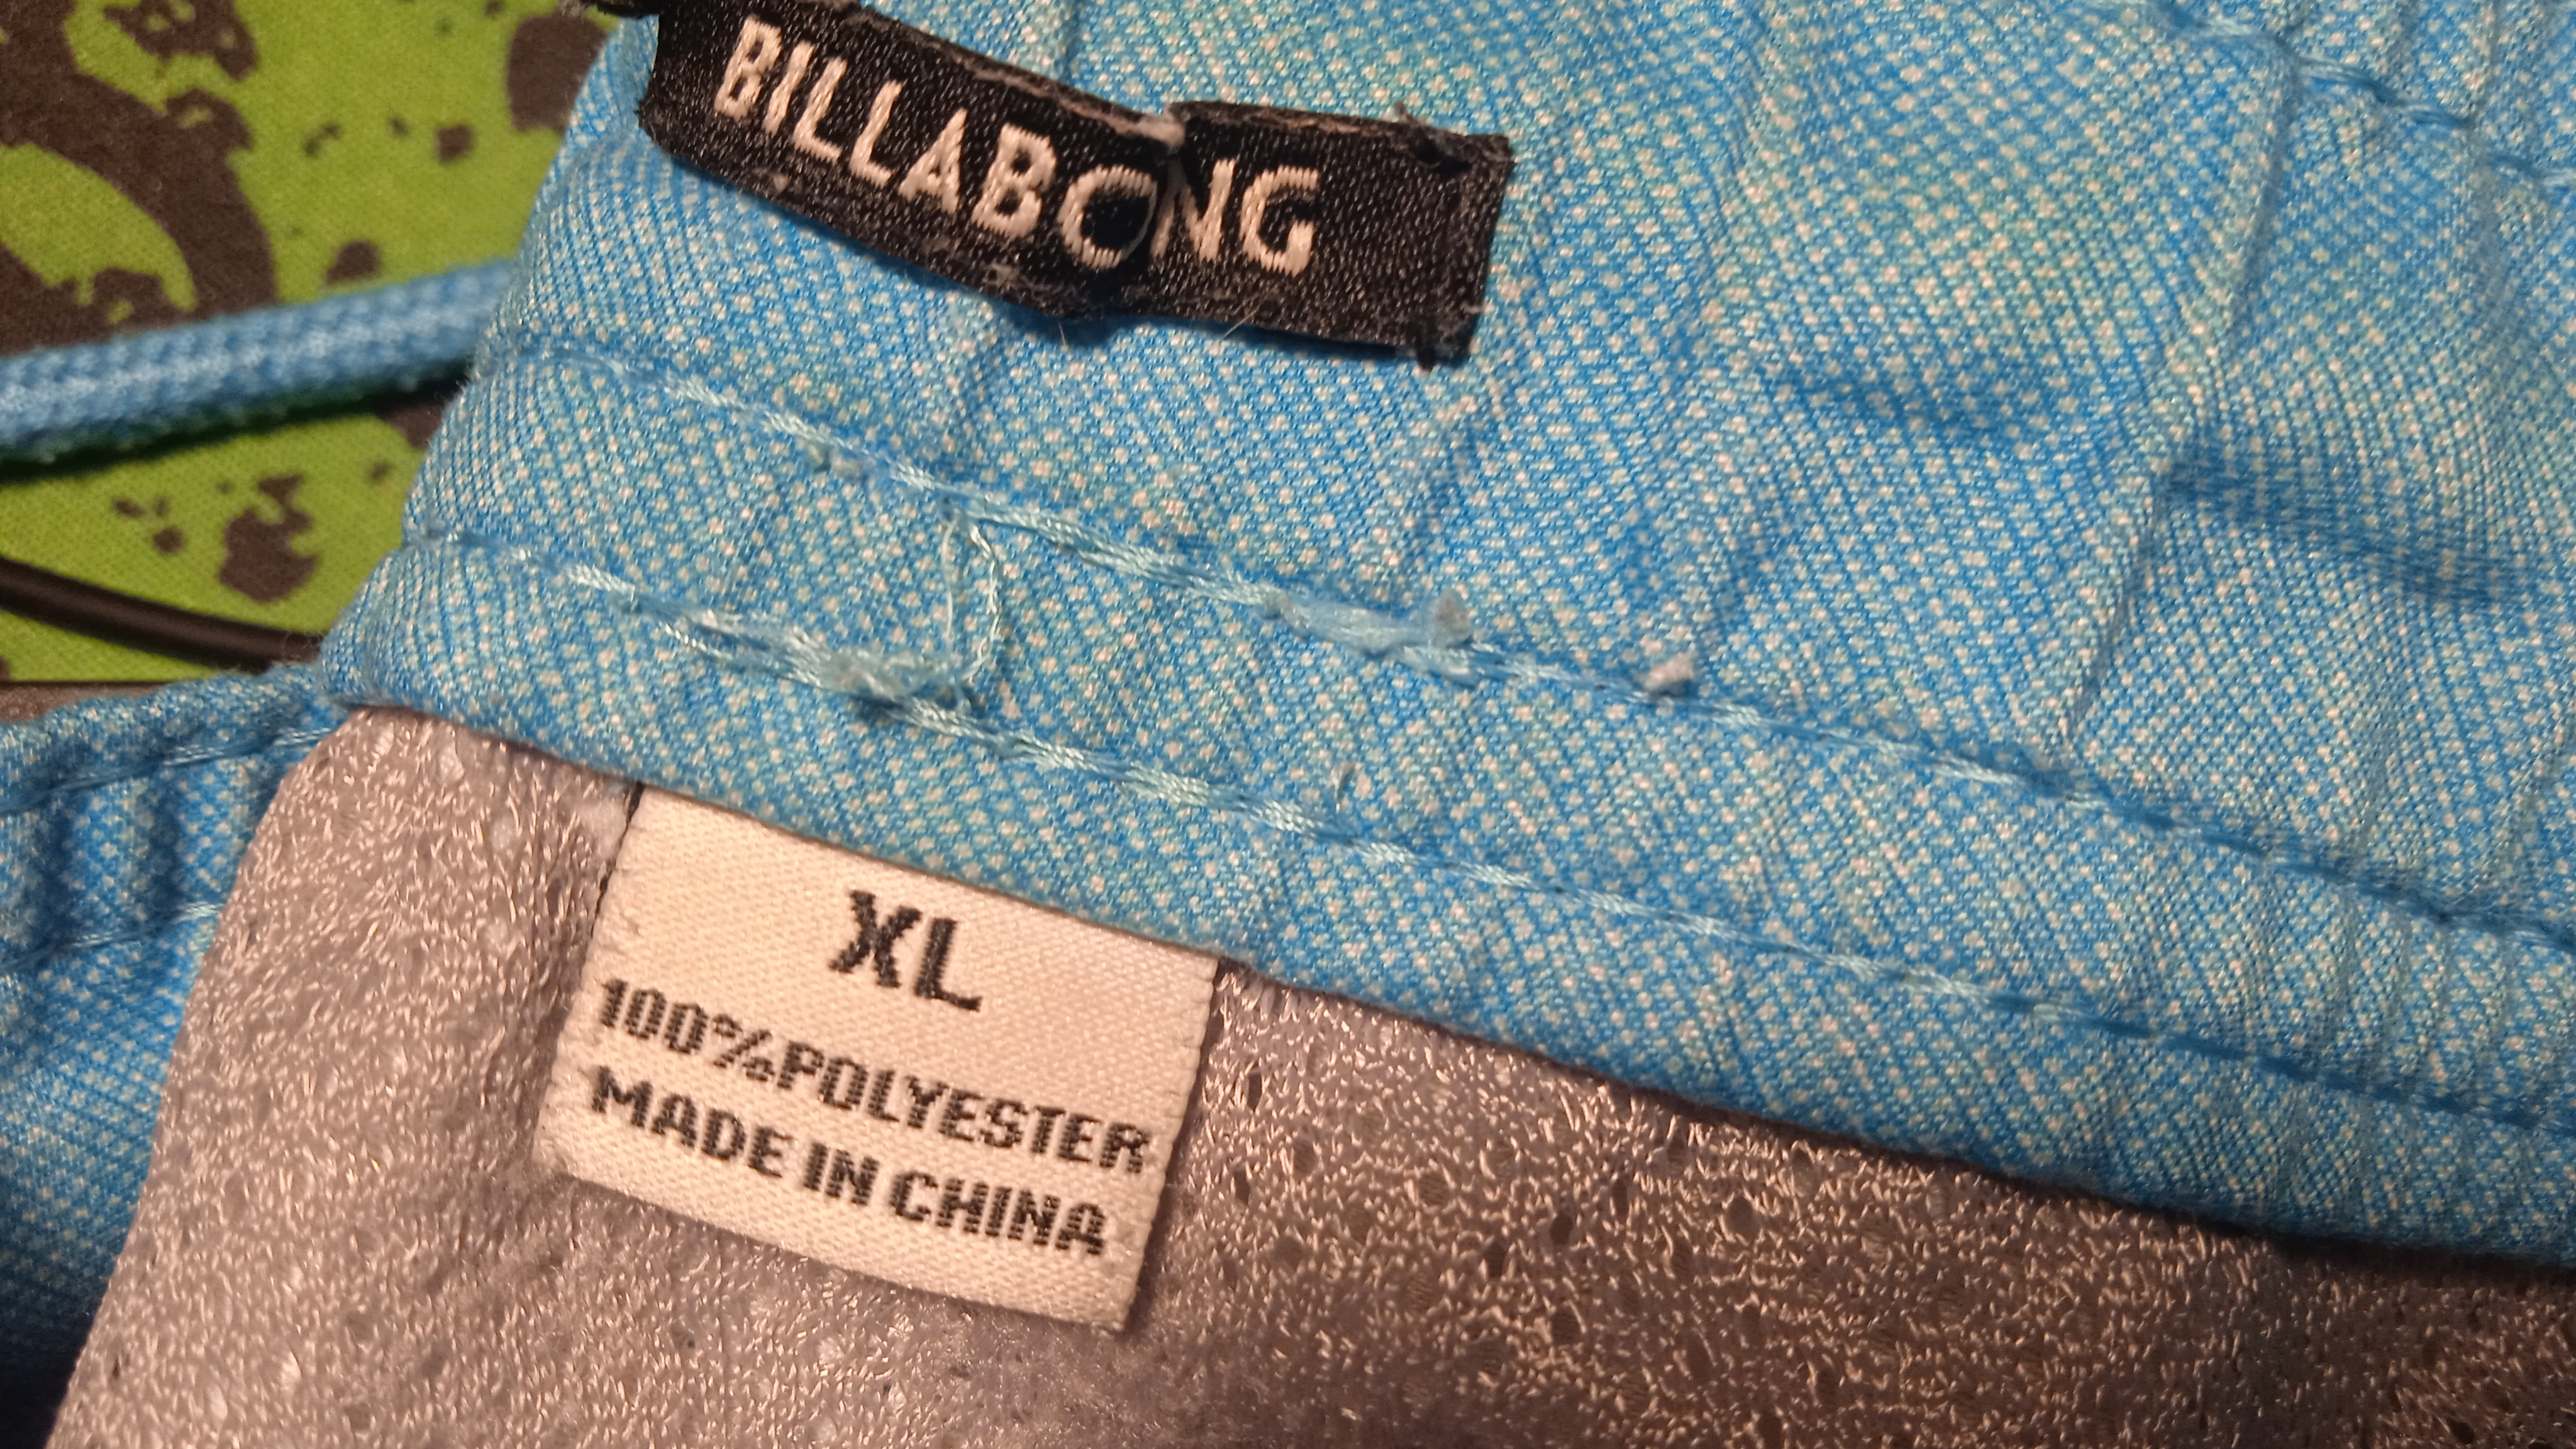 BILLABONG
XL
100%POLYESTER
MADE IN CHINA